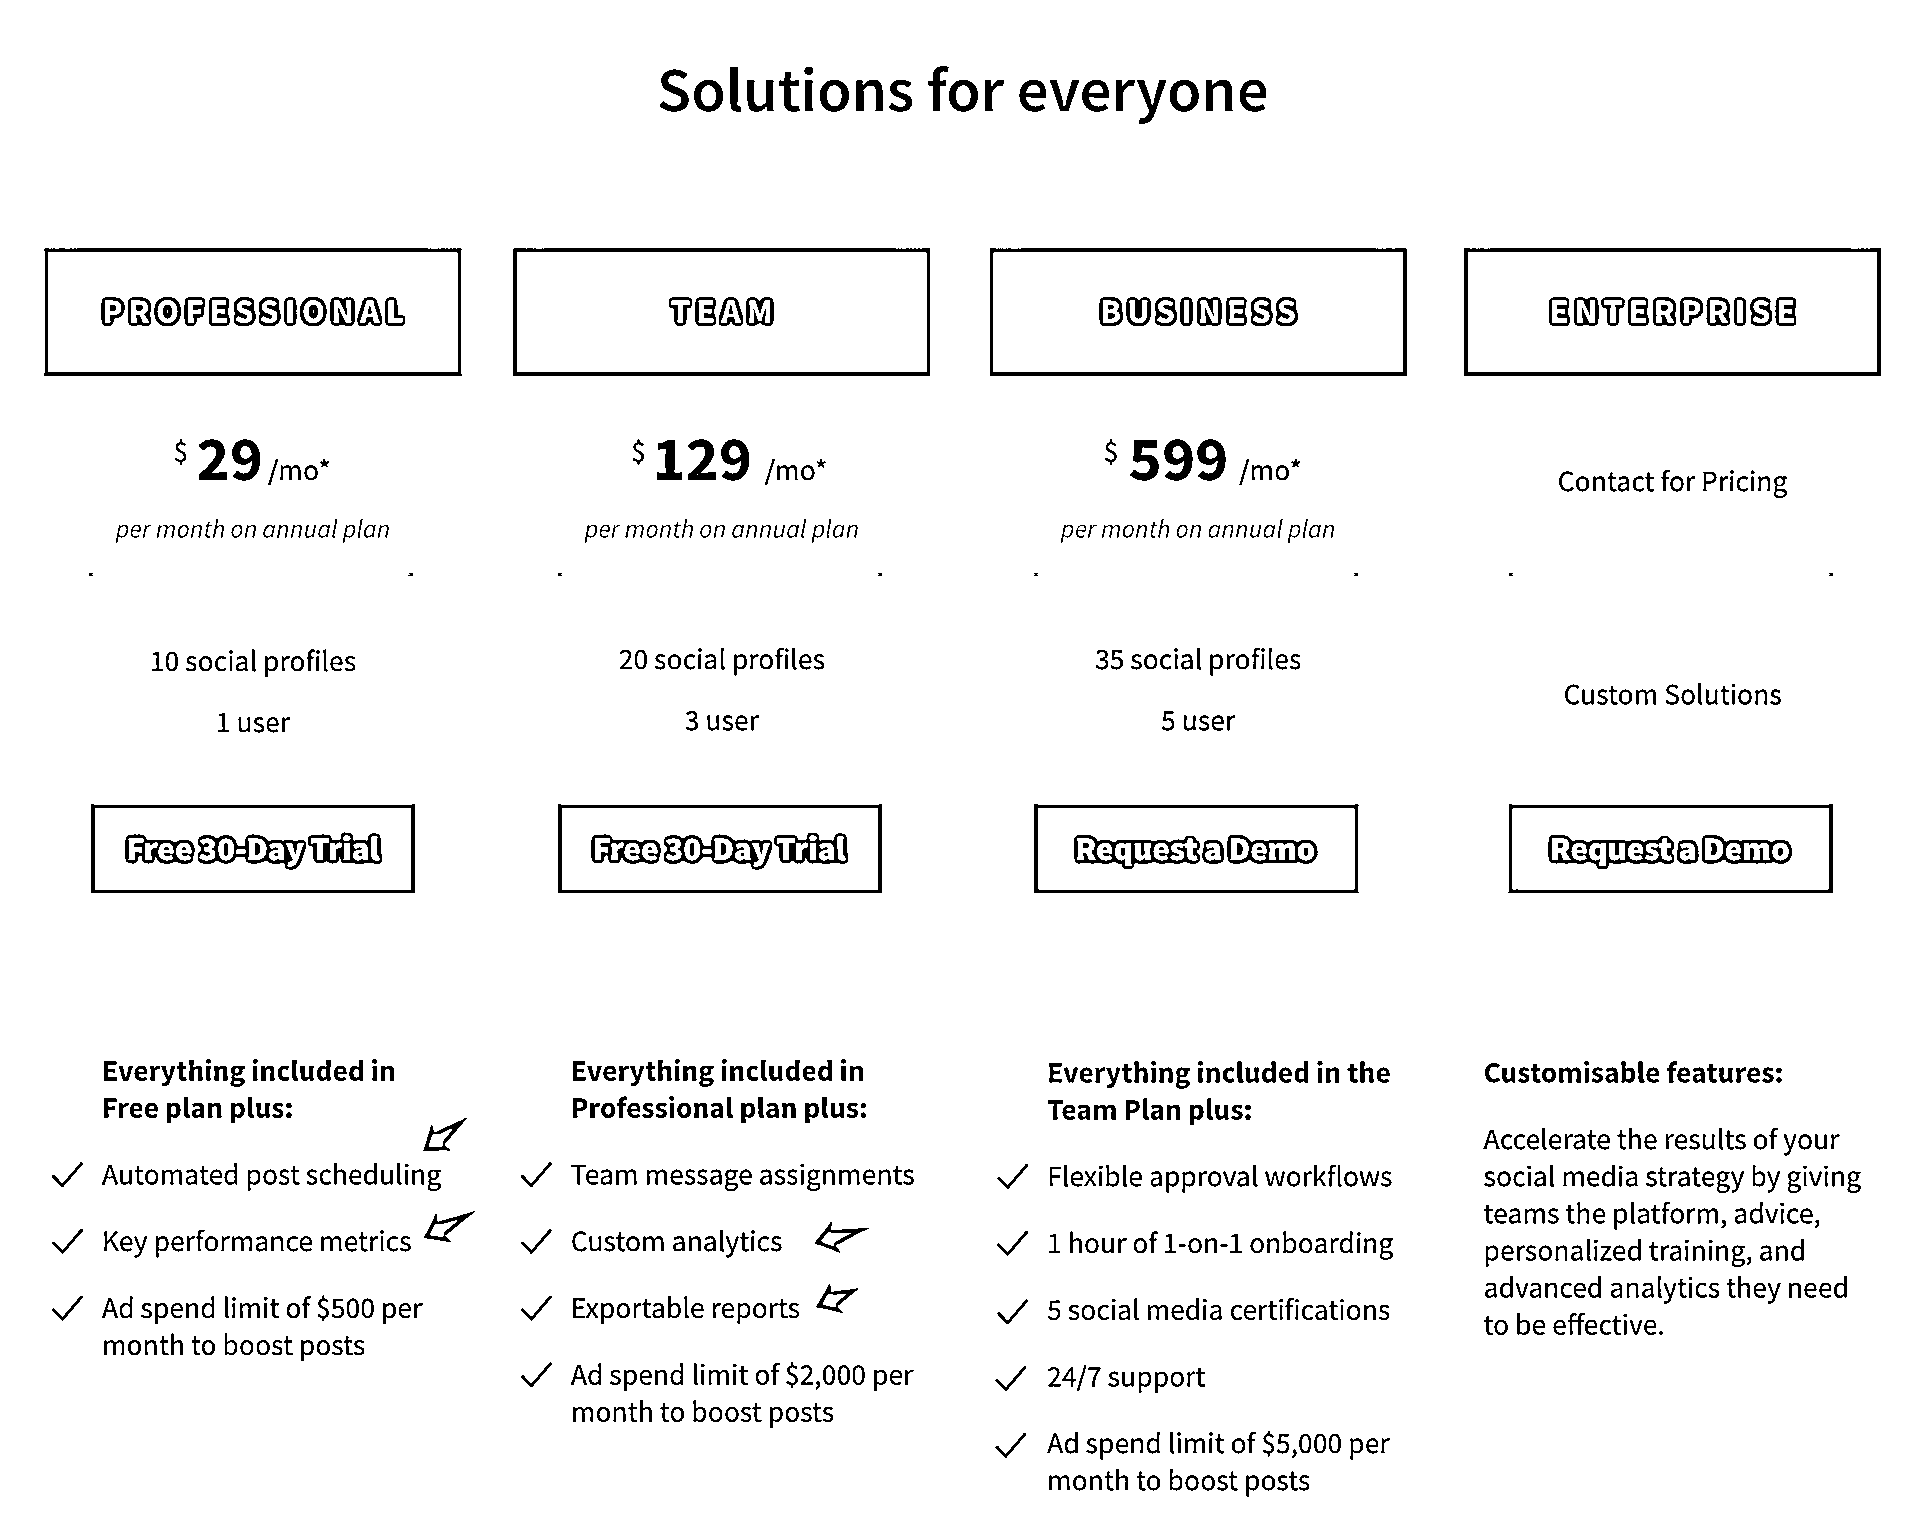 Solutions for everyone
PROFESSIONAL
$ 29 /mo*
per month on annual plan
10 social profiles
1 user
Free 30-Day Trial
Everything included in
Free plan plus:
Automated post scheduling
Key performance metrics
Ad spend limit of $500 per
month to boost posts
TEAM
$ 129 /mo*
per month on annual plan
20 social profiles
3 user
Free 30-Day Trial
Everything included in
Professional plan plus:
Team message assignments
Custom analytics
Exportable reports
Ad spend limit of $2,000 per
month to boost posts
BUSINESS
$ 599 /mo*
per month on annual plan
35 social profiles
5 user
Request a Demo
Everything included in the
Team Plan plus:
Flexible approval workflows
1 hour of 1-on-1 onboarding
5 social media certifications
24/7 support
Ad spend limit of $5,000 per
month to boost posts
ENTERPRISE
Contact for Pricing
Custom Solutions
Request a Demo
Customisable features:
Accelerate the results of your
social media strategy by giving
teams the platform, advice,
personalized training, and
advanced analytics they need
to be effective.